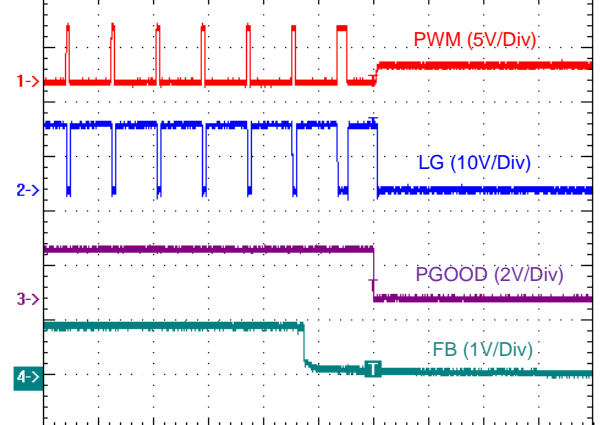 PWM (5V/Div)
1->
LG (10V/Div)
2->
PGOOD (2V/Div)
3->
FB (1V/Div)
T
4->